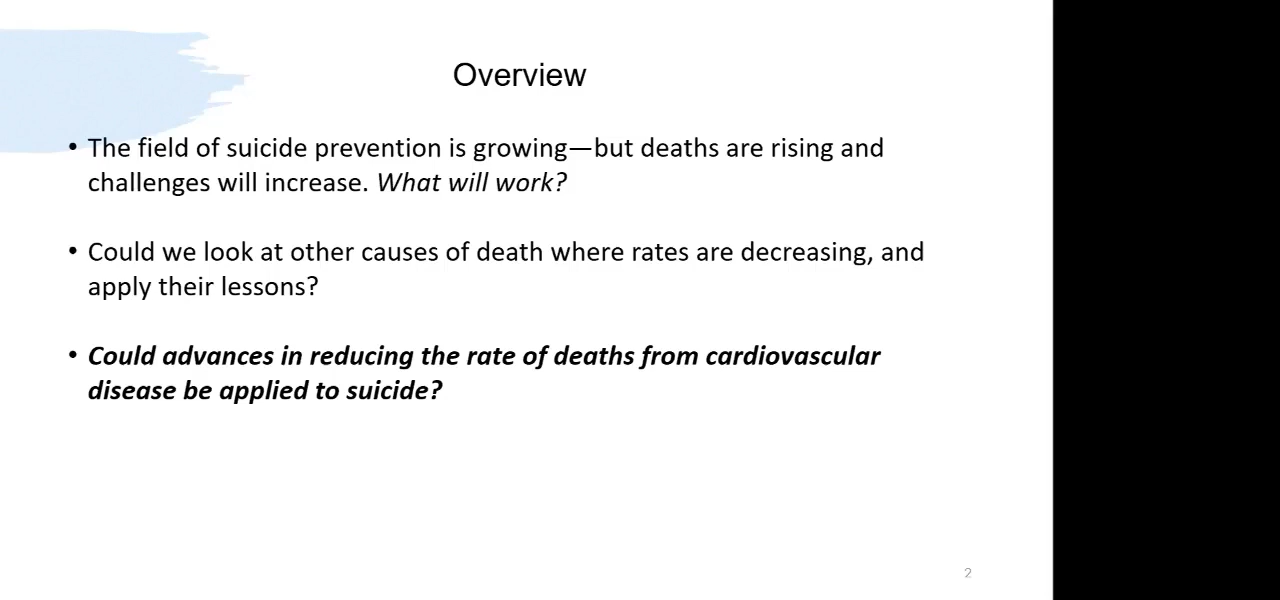 Overview
• The field of suicide prevention is growing—but deaths are rising and
challenges will increase. What will work?
• Could we look at other causes of death where rates are decreasing, and
apply their lessons?
• Could advances in reducing the rate of deaths from cardiovascular
disease be applied to suicide?
2